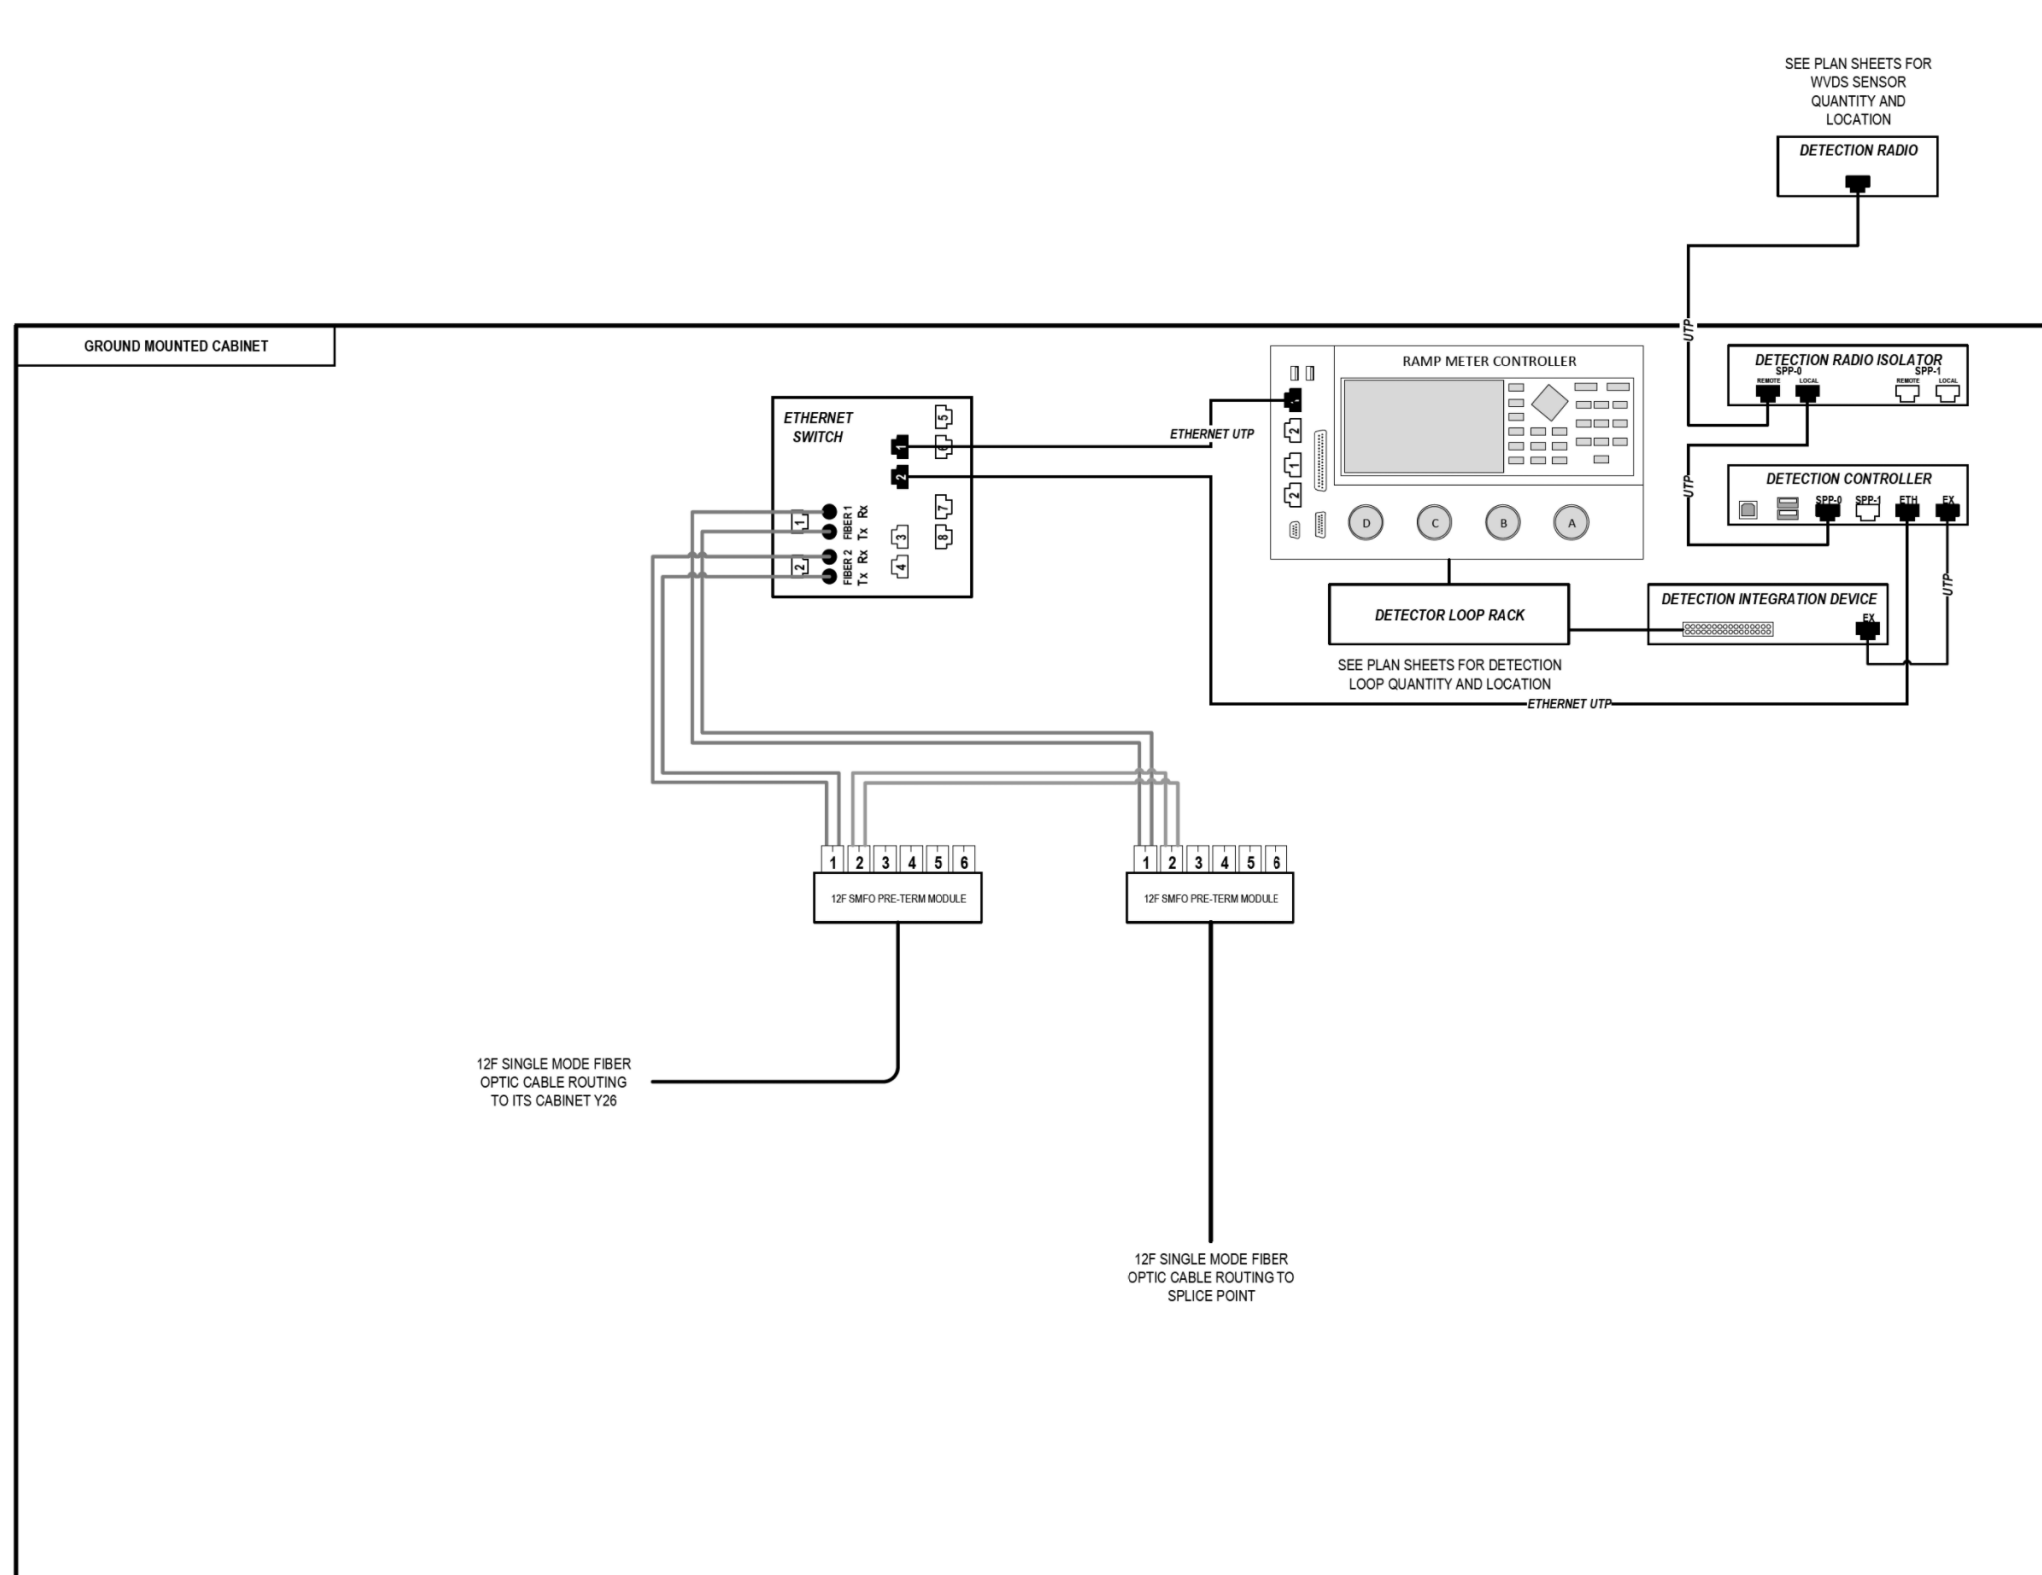 SEE PLAN SHEETS FOR
WVDS SENSOR
QUANTITY AND
LOCATION
DETECTION RADIO
GROUND MOUNTED CABINET
UTP
RAMP METER CONTROLLER
1
2
1
2
D
C
B
A
DETECTION RADIO ISOLATOR
SPP-0
SPP-1
REMOTE
LOCAL
REMOTE
LOCAL
ETHERNET
SWITCH
5
1
6
2
7
3
8
4
1
FIBER 1
Rx
Tx
2
FIBER 2
Rx
Tx
ETHERNET UTP
UTP
DETECTION CONTROLLER
SPP-0
SPP-1
ETH
EX
UTP
DETECTOR LOOP RACK
DETECTION INTEGRATION DEVICE
EX
SEE PLAN SHEETS FOR DETECTION
LOOP QUANTITY AND LOCATION
ETHERNET UTP
1 2 3 4 5 6
12F SMFO PRE-TERM MODULE
1 2 3 4 5 6
12F SMFO PRE-TERM MODULE
12F SINGLE MODE FIBER
OPTIC CABLE ROUTING
TO ITS CABINET Y26
12F SINGLE MODE FIBER
OPTIC CABLE ROUTING TO
SPLICE POINT